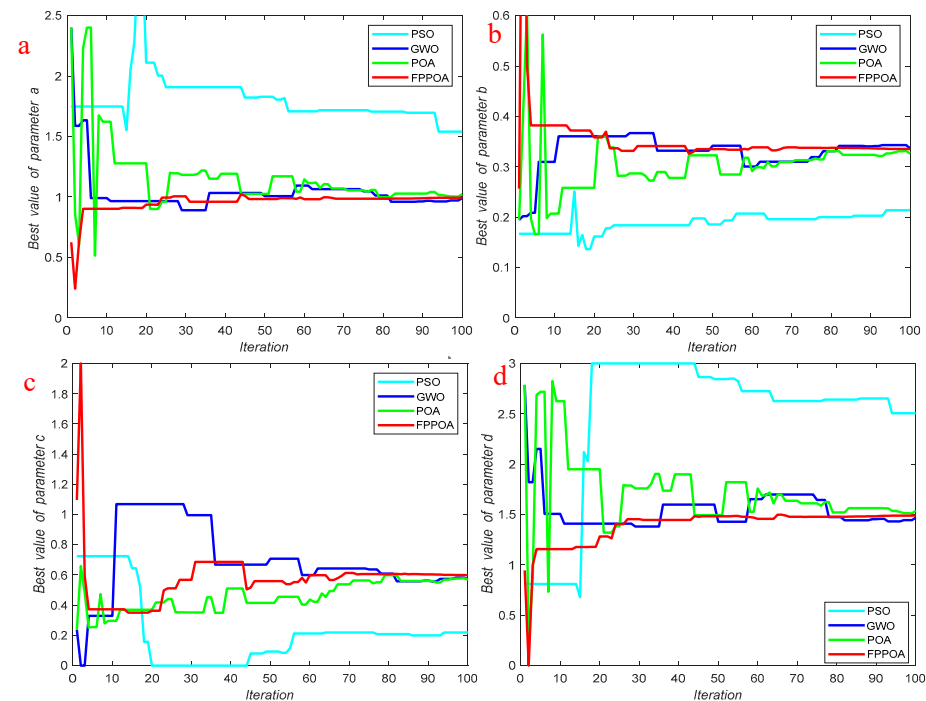 a
Best value of parameter a
2.5
2
1.5
1
0.5
0
0 10 20 30 40 50 60 70 80 90 100
Iteration
PSO
GWO
POA
FPPOA
b
Best value of parameter b
0.6
0.5
0.4
0.3
0.2
0.1
0
0 10 20 30 40 50 60 70 80 90 100
Iteration
PSO
GWO
POA
FPPOA
c
Best value of parameter c
2
1.8
1.6
1.4
1.2
1
0.8
0.6
0.4
0.2
0
0 10 20 30 40 50 60 70 80 90 100
Iteration
PSO
GWO
POA
FPPOA
d
Best value of parameter d
3
2.5
2
1.5
1
0.5
0
0 10 20 30 40 50 60 70 80 90 100
Iteration
PSO
GWO
POA
FPPOA